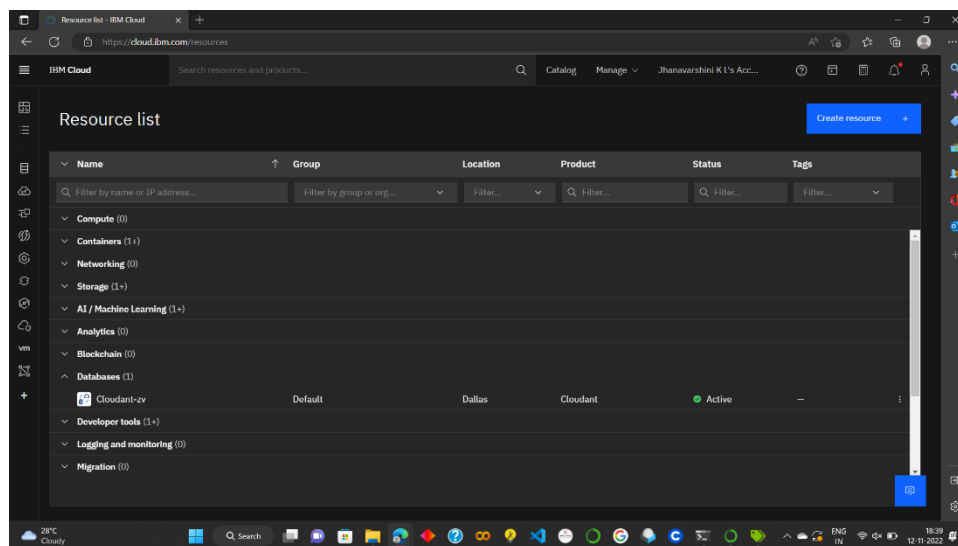 Resource list - IBM Cloud
https://cloud.ibm.com/resources
IBM Cloud Search resources and products... Catalog Manage Jhanavarshini K L's Acc...
Resource list
Create resource +
Name Group Location Product Status Tags
Filter by name or IP address... Filter by group or org... Filter... Filter... Filter... Filter...
Compute (0)
Containers (1+)
Networking (0)
Storage (1+)
AI / Machine Learning (1+)
Analytics (0)
Blockchain (0)
vm
Databases (1)
Cloudant-zv Default Dallas Cloudant Active –
Developer tools (1+)
Logging and monitoring (0)
Migration (0)
28°C
Cloudy
Search
ENG
IN
18:39
12-11-2022